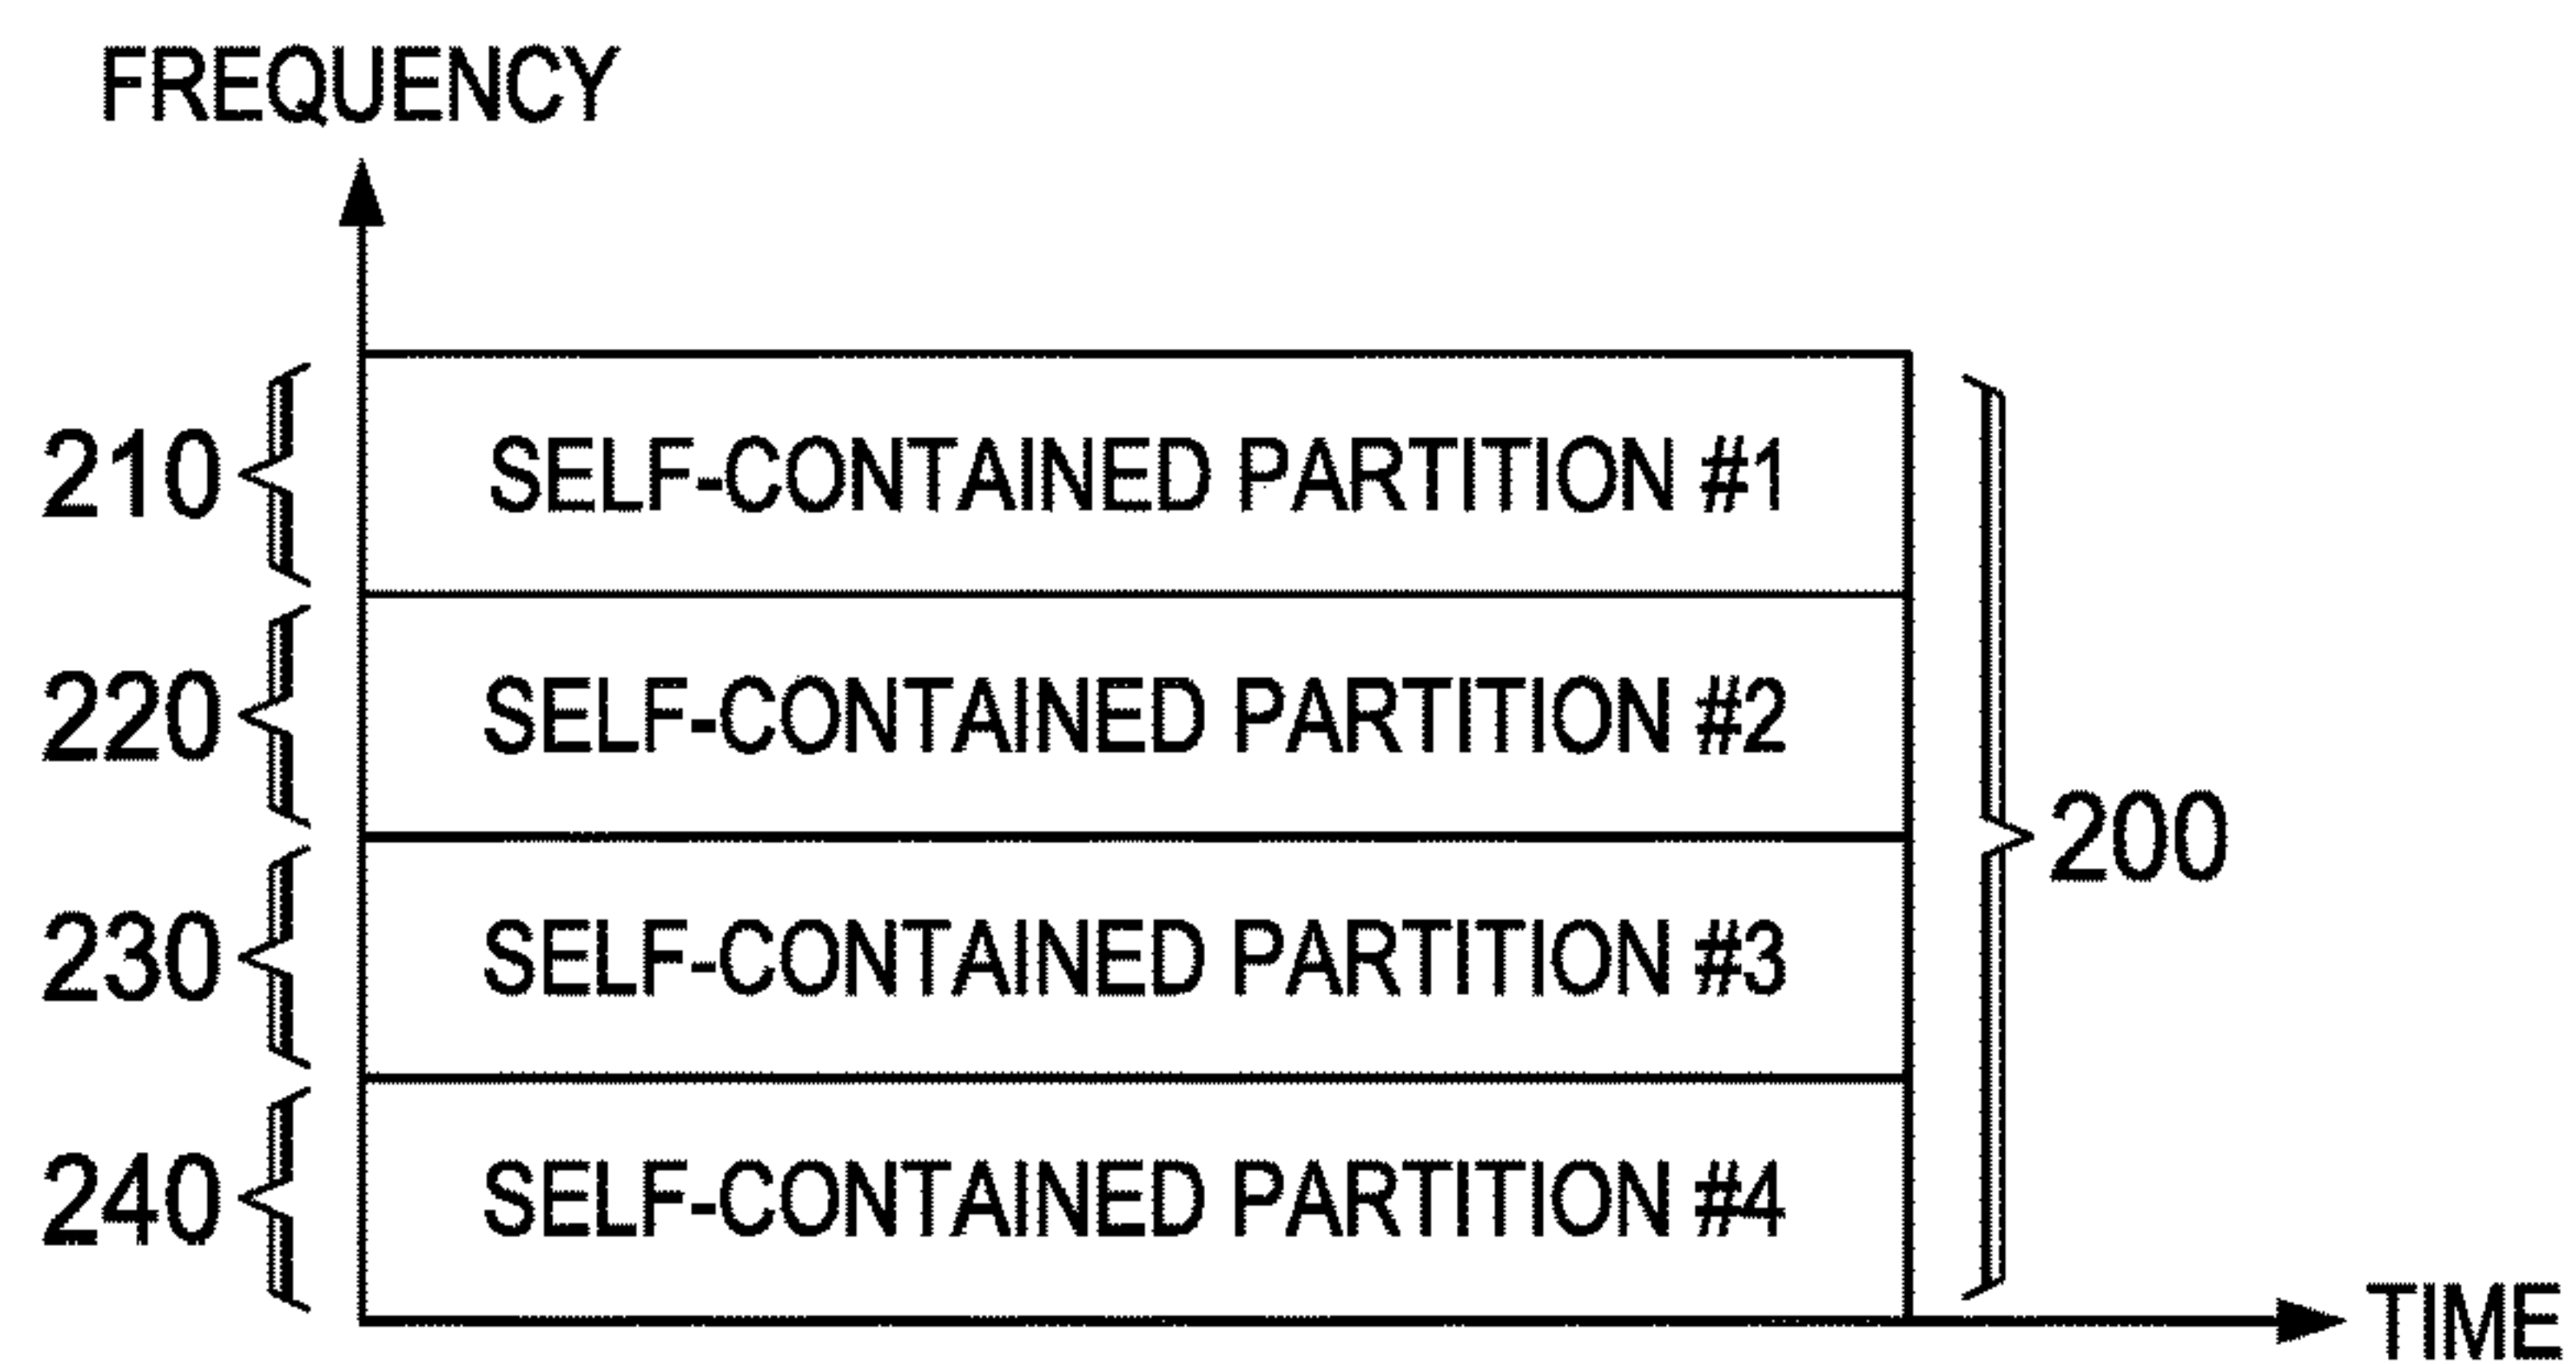 FREQUENCY
210
SELF-CONTAINED PARTITION #1
220
SELF-CONTAINED PARTITION #2
200
230
SELF-CONTAINED PARTITION #3
240
SELF-CONTAINED PARTITION #4
TIME